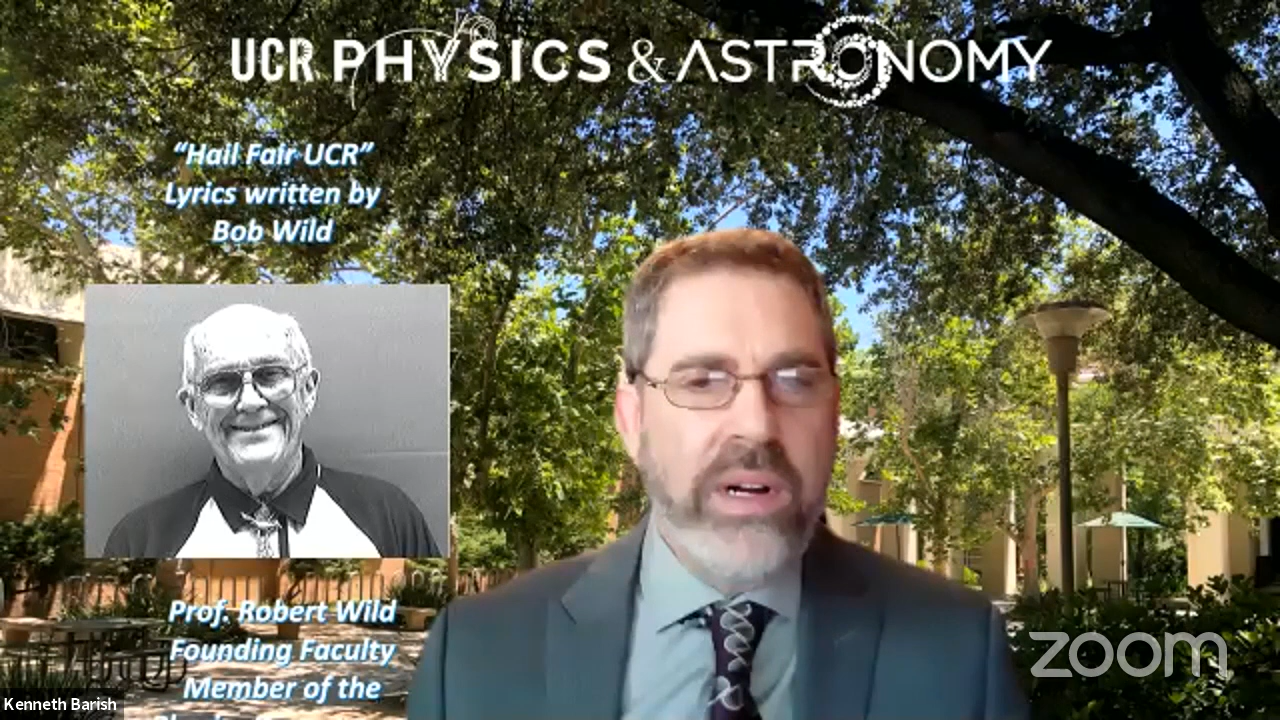 UCR PHYSICS & ASTRONOMY
“Hail Fair UCR”
Lyrics written by
Bob Wild
Prof. Robert Wild
Founding Faculty
Member of the
zoom
Kenneth Barish